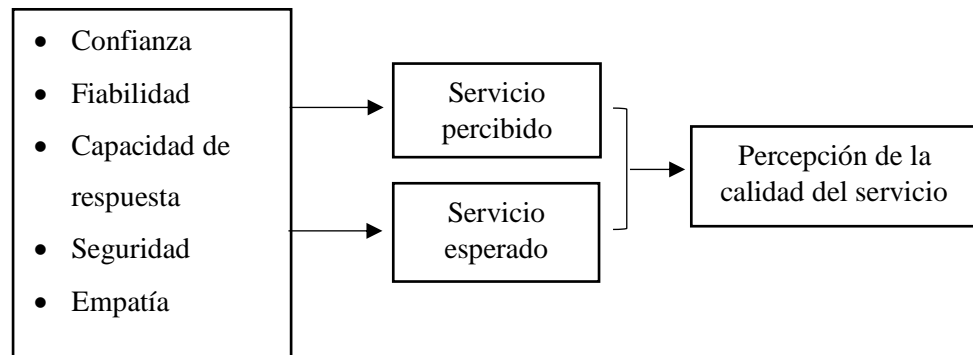 • Confianza
• Fiabilidad
• Capacidad de
respuesta
• Seguridad
• Empatía
Servicio
percibido
Servicio
esperado
Percepción de la
calidad del servicio